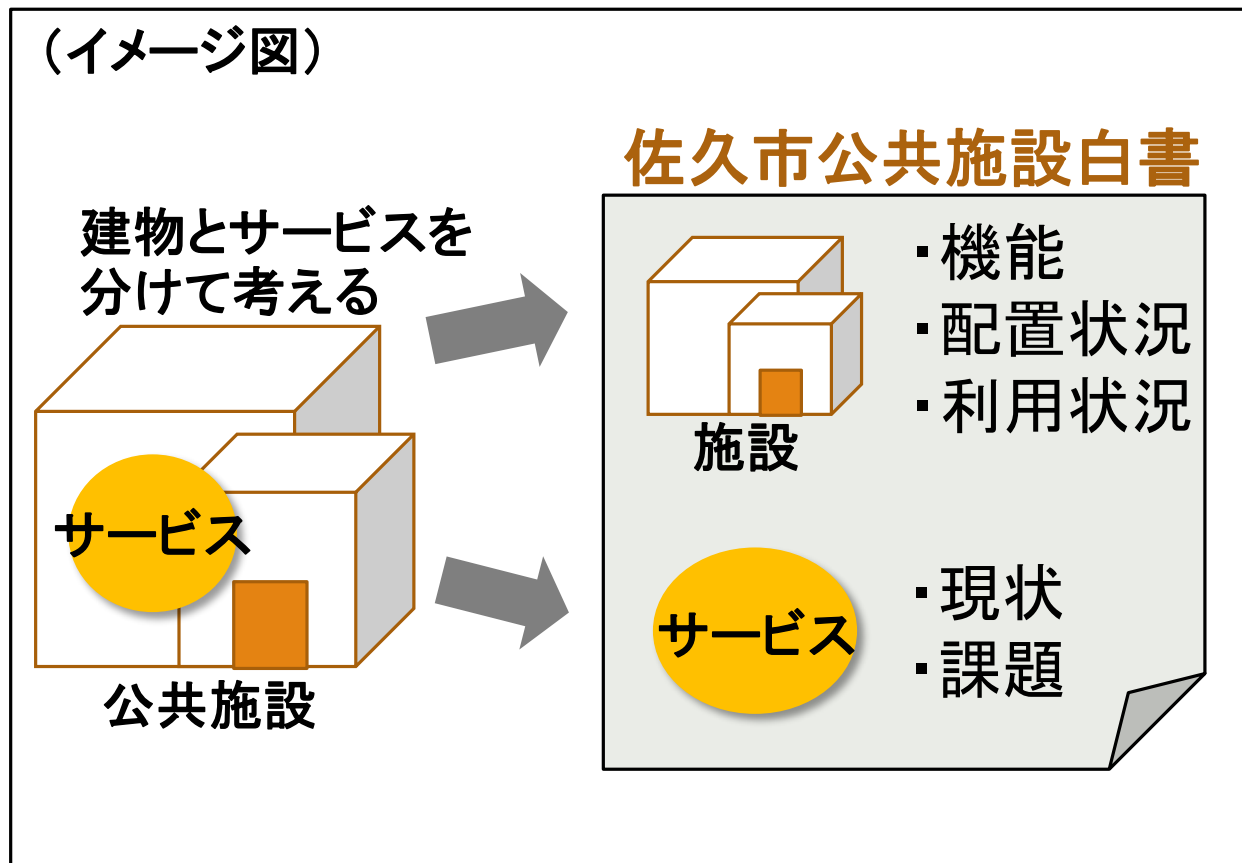 （イメージ図）
佐久市公共施設白書
建物とサービスを
分けて考える
サービス
公共施設
施設
・機能
・配置状況
・利用状況
サービス
・現状
・課題